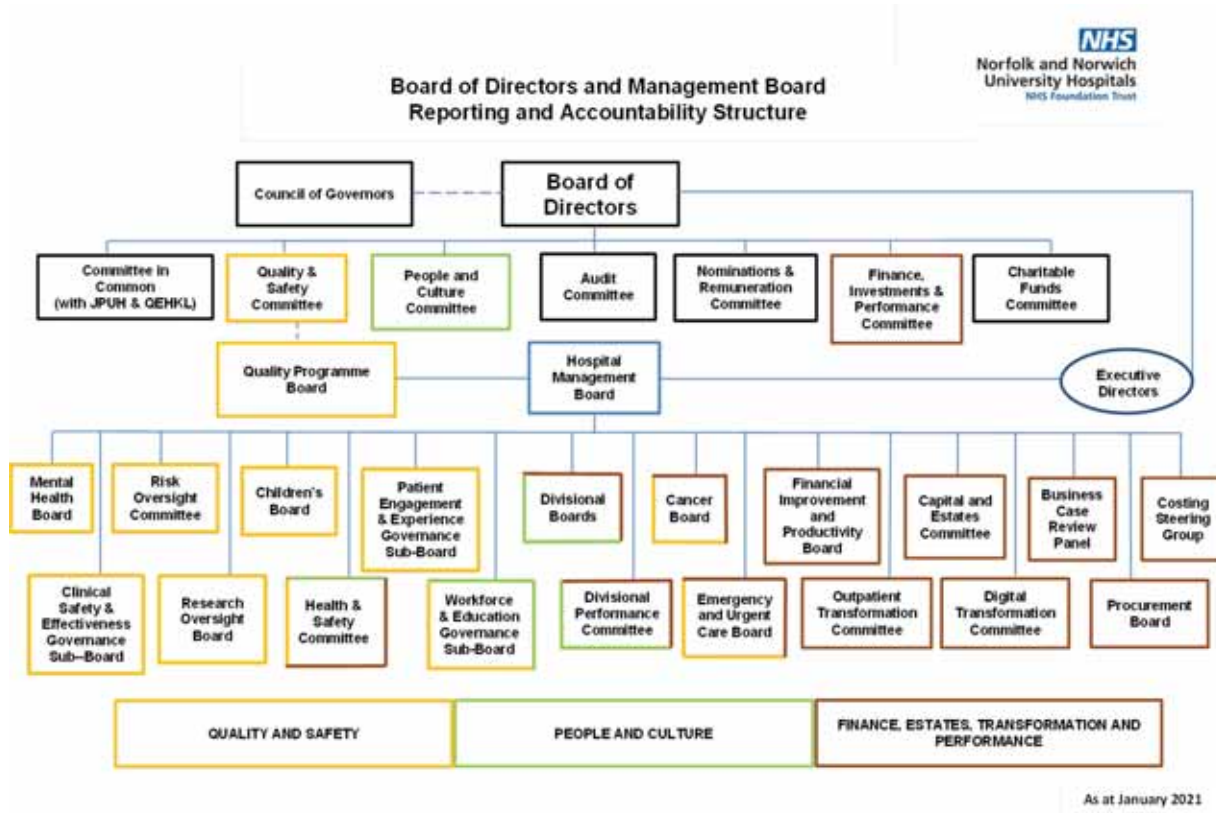 NHS
Norfolk and Norwich
University Hospitals
NHS Foundation Trust
Board of Directors and Management Board
Reporting and Accountability Structure
Council of Governors
Board of
Directors
Committee in
Common
(with JPUH & QEHKL)
Quality &
Safety
Committee
People and
Culture
Committee
Audit
Committee
Nominations &
Remuneration
Committee
Finance,
Investments &
Performance
Committee
Charitable
Funds
Committee
Quality Programme
Board
Hospital
Management
Board
Executive
Directors
Mental
Health
Board
Risk
Oversight
Committee
Children's
Board
Patient
Engagement
& Experience
Governance
Sub-Board
Divisional
Boards
Cancer
Board
Financial
Improvement
and
Productivity
Board
Capital and
Estates
Committee
Business
Case
Review
Panel
Costing
Steering
Group
Clinical
Safety &
Effectiveness
Governance
Sub--Board
Research
Oversight
Board
Health &
Safety
Committee
Workforce
& Education
Governance
Sub-Board
Divisional
Performance
Committee
Emergency
and Urgent
Care Board
Outpatient
Transformation
Committee
Digital
Transformation
Committee
Procurement
Board
QUALITY AND SAFETY
PEOPLE AND CULTURE
FINANCE, ESTATES, TRANSFORMATION AND
PERFORMANCE
As at January 2021